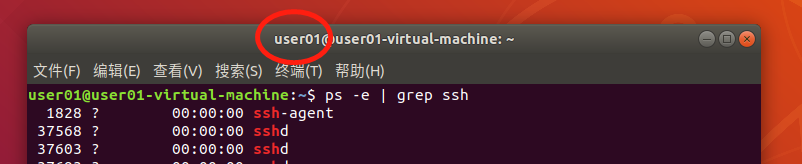 user01@user01-virtual-machine: ~
文件(F) 编辑(E) 查看(V) 搜索(S) 终端(T) 帮助(H)
user01@user01-virtual-machine:~$ ps -e | grep ssh
1828 ? 00:00:00 ssh-agent
37568 ? 00:00:00 sshd
37603 ? 00:00:00 sshd